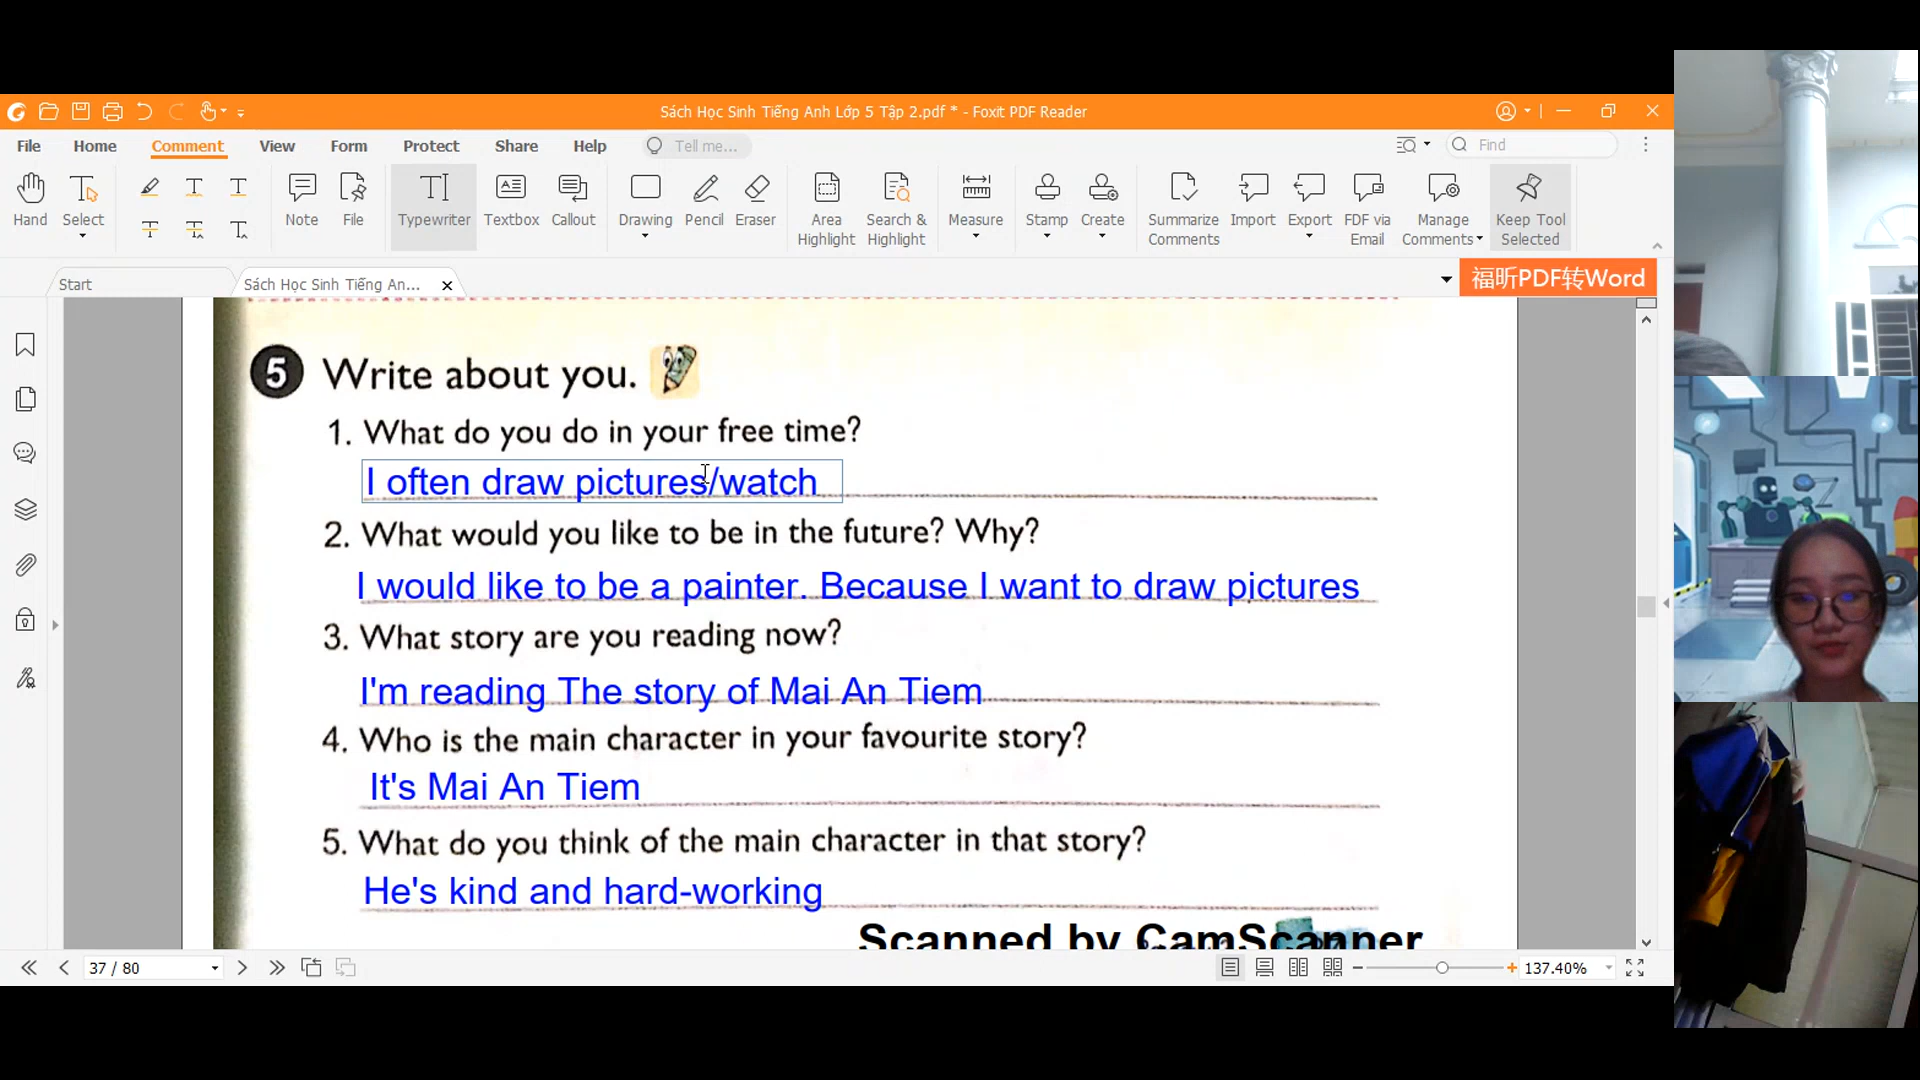 Sách Học Sinh Tiếng Anh Lớp 5 Tập 2.pdf * - Foxit PDF Reader
File Home Comment View Form Protect Share Help Tell me... Find
Hand Select Note File Typewriter Textbox Callout Drawing Pencil Eraser Area Highlight Search & Highlight Measure Stamp Create Summarize Comments Import Export FDF via Email Manage Comments Keep Tool Selected
Start Sách Học Sinh Tiếng An... 福昕PDF转Word
5 Write about you.
1. What do you do in your free time?
I often draw pictures/watch
2. What would you like to be in the future? Why?
I would like to be a painter. Because I want to draw pictures
3. What story are you reading now?
I'm reading The story of Mai An Tiem
4. Who is the main character in your favourite story?
It's Mai An Tiem
5. What do you think of the main character in that story?
He's kind and hard-working
Scanned by CamScanner
37 / 80 137.40%